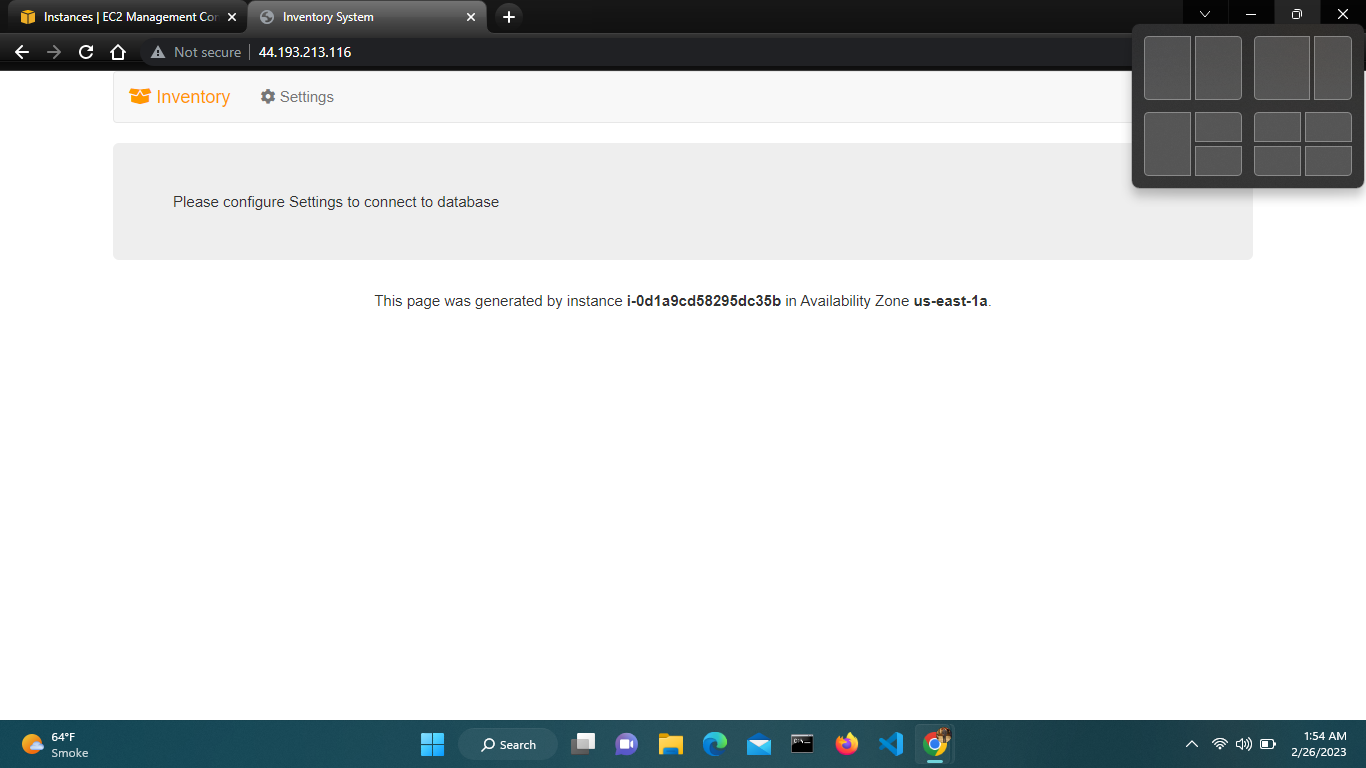 Instances | EC2 Management Cor
Inventory System
Not secure
44.193.213.116
Inventory
Settings
Please configure Settings to connect to database
This page was generated by instance i-0d1a9cd58295dc35b in Availability Zone us-east-1a.
64°F
Smoke
Search
1:54 AM
2/26/2023